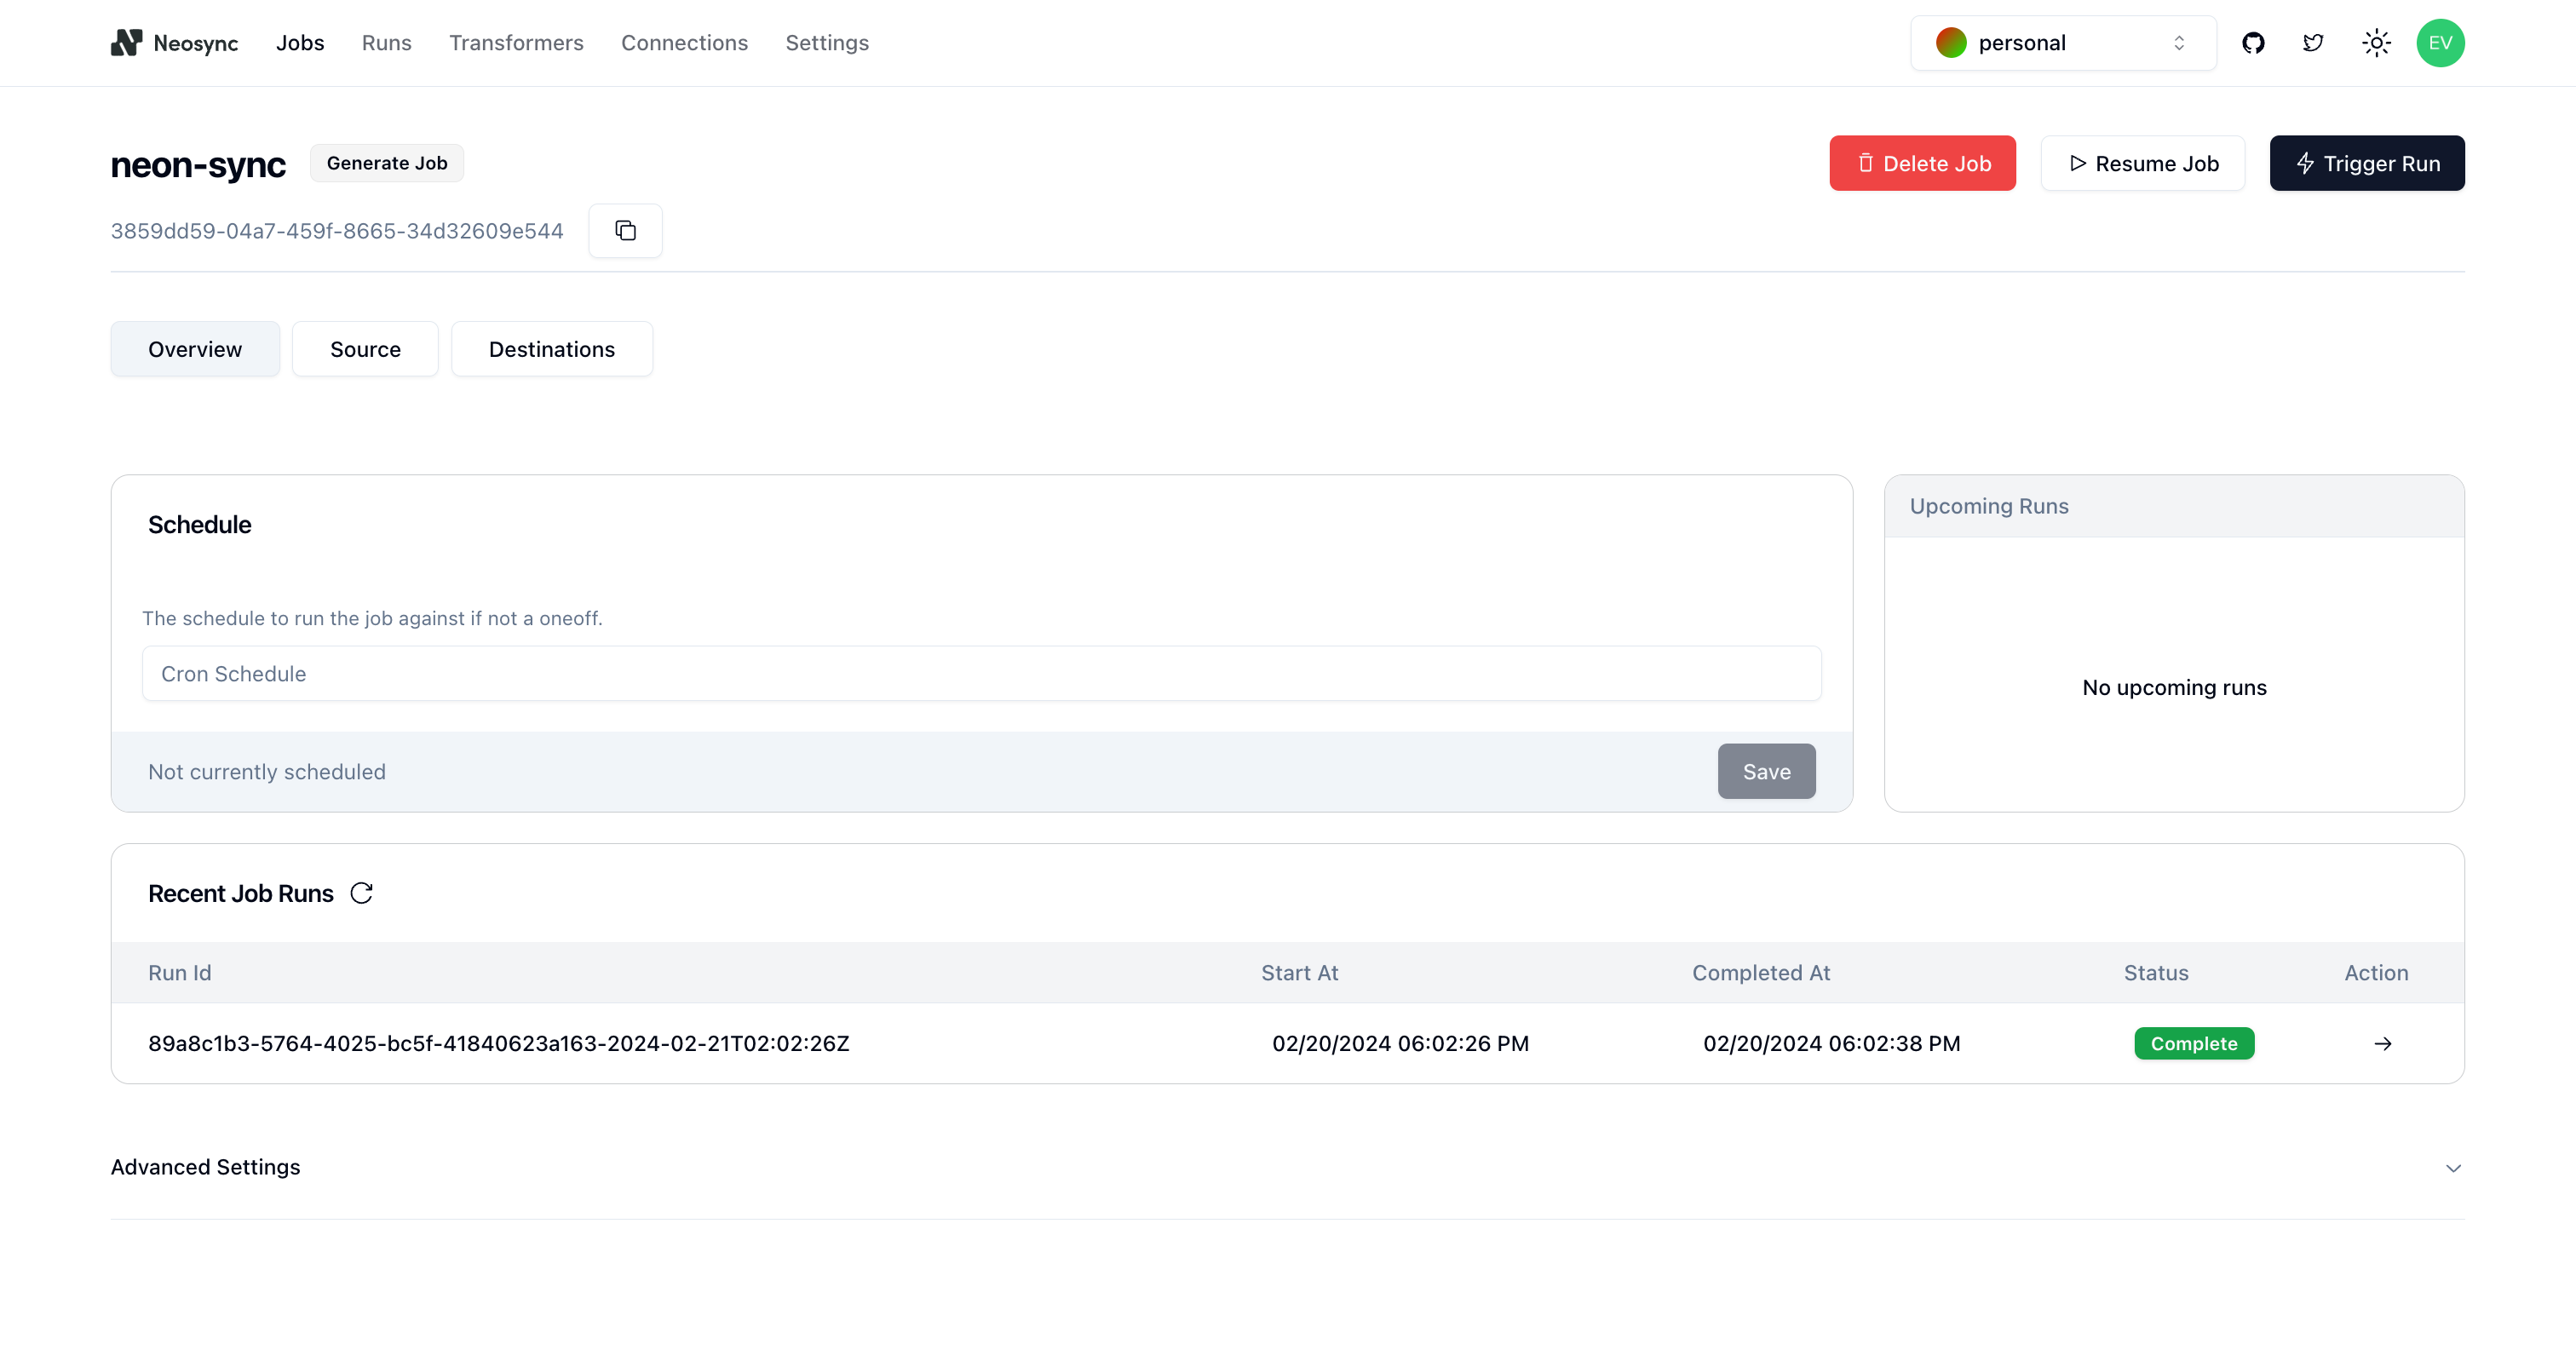 Neosync Jobs Runs Transformers Connections Settings personal EV
neon-sync Generate Job Delete Job Resume Job Trigger Run
3859dd59-04a7-459f-8665-34d32609e544
Overview Source Destinations
Schedule
The schedule to run the job against if not a oneoff.
Cron Schedule
Not currently scheduled Save
Upcoming Runs
No upcoming runs
Recent Job Runs
Run Id Start At Completed At Status Action
89a8c1b3-5764-4025-bc5f-41840623a163-2024-02-21T02:02:26Z 02/20/2024 06:02:26 PM 02/20/2024 06:02:38 PM Complete
Advanced Settings